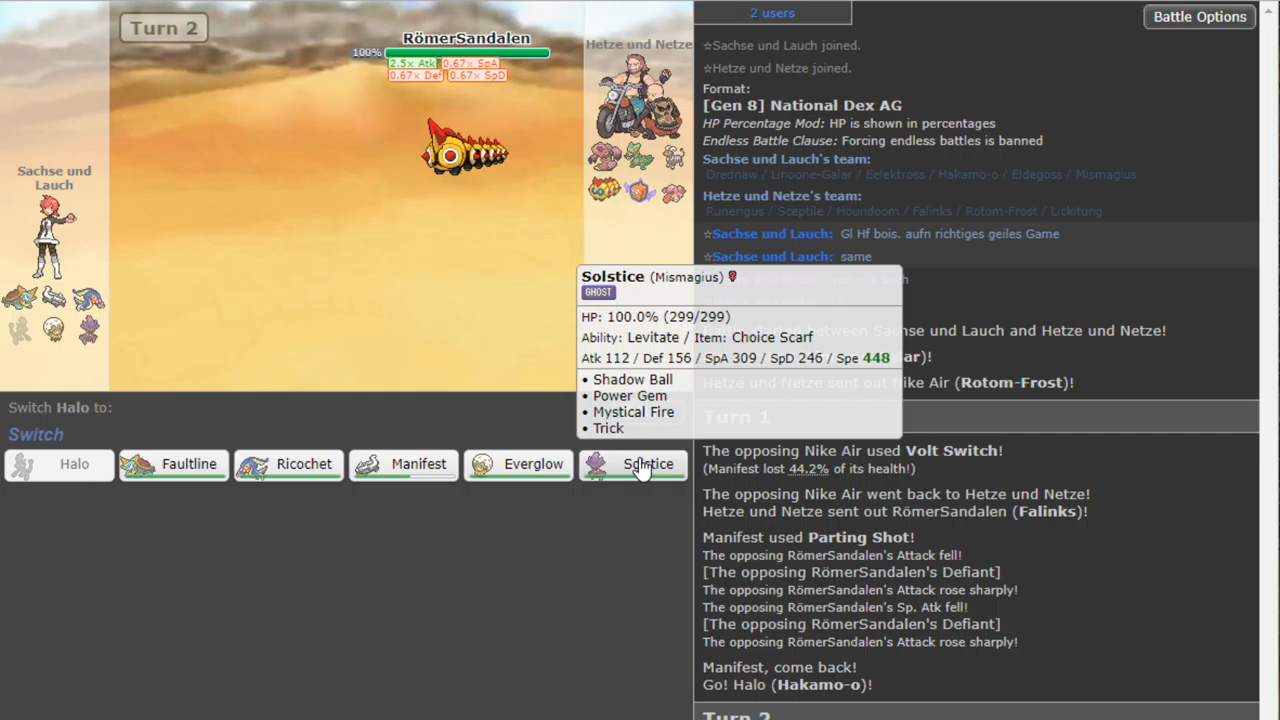 Turn 2
RömerSandalen
100%
2.5× Atk 0.67× SpA
0.67× Def 0.67× SpD
Hetze und Netze
Sachse und
Lauch
Solstice (Mismagius)
GHOST
HP: 100.0% (299/299)
Ability: Levitate / Item: Choice Scarf
Atk 112 / Def 156 / SpA 309 / SpD 246 / Spe 448
• Shadow Ball
• Power Gem
• Mystical Fire
• Trick
Switch Halo to:
Switch
Halo
Faultline
Ricochet
Manifest
Everglow
Solstice
2 users
Battle Options
☆Sachse und Lauch joined.
☆Hetze und Netze joined.
Format:
[Gen 8] National Dex AG
HP Percentage Mod: HP is shown in percentages
Endless Battle Clause: Forcing endless battles is banned
Sachse und Lauch's team:
Drednaw / Linoone-Galar / Eelektross / Hakamo-o / Eldegoss / Mismagius
Hetze und Netze's team:
Runerigus / Sceptile / Houndoom / Falinks / Rotom-Frost / Lickitung
☆Sachse und Lauch: Gl Hf bois. aufn richtiges geiles Game
☆Sachse und Lauch: same
between Sachse und Lauch and Hetze und Netze!
ar)!
Hetze und Netze sent out Nike Air (Rotom-Frost)!
Turn 1
The opposing Nike Air used Volt Switch!
(Manifest lost 44.2% of its health!)
The opposing Nike Air went back to Hetze und Netze!
Hetze und Netze sent out RömerSandalen (Falinks)!
Manifest used Parting Shot!
The opposing RömerSandalen's Attack fell!
[The opposing RömerSandalen's Defiant]
The opposing RömerSandalen's Attack rose sharply!
The opposing RömerSandalen's Sp. Atk fell!
[The opposing RömerSandalen's Defiant]
The opposing RömerSandalen's Attack rose sharply!
Manifest, come back!
Go! Halo (Hakamo-o)!
Turn 2